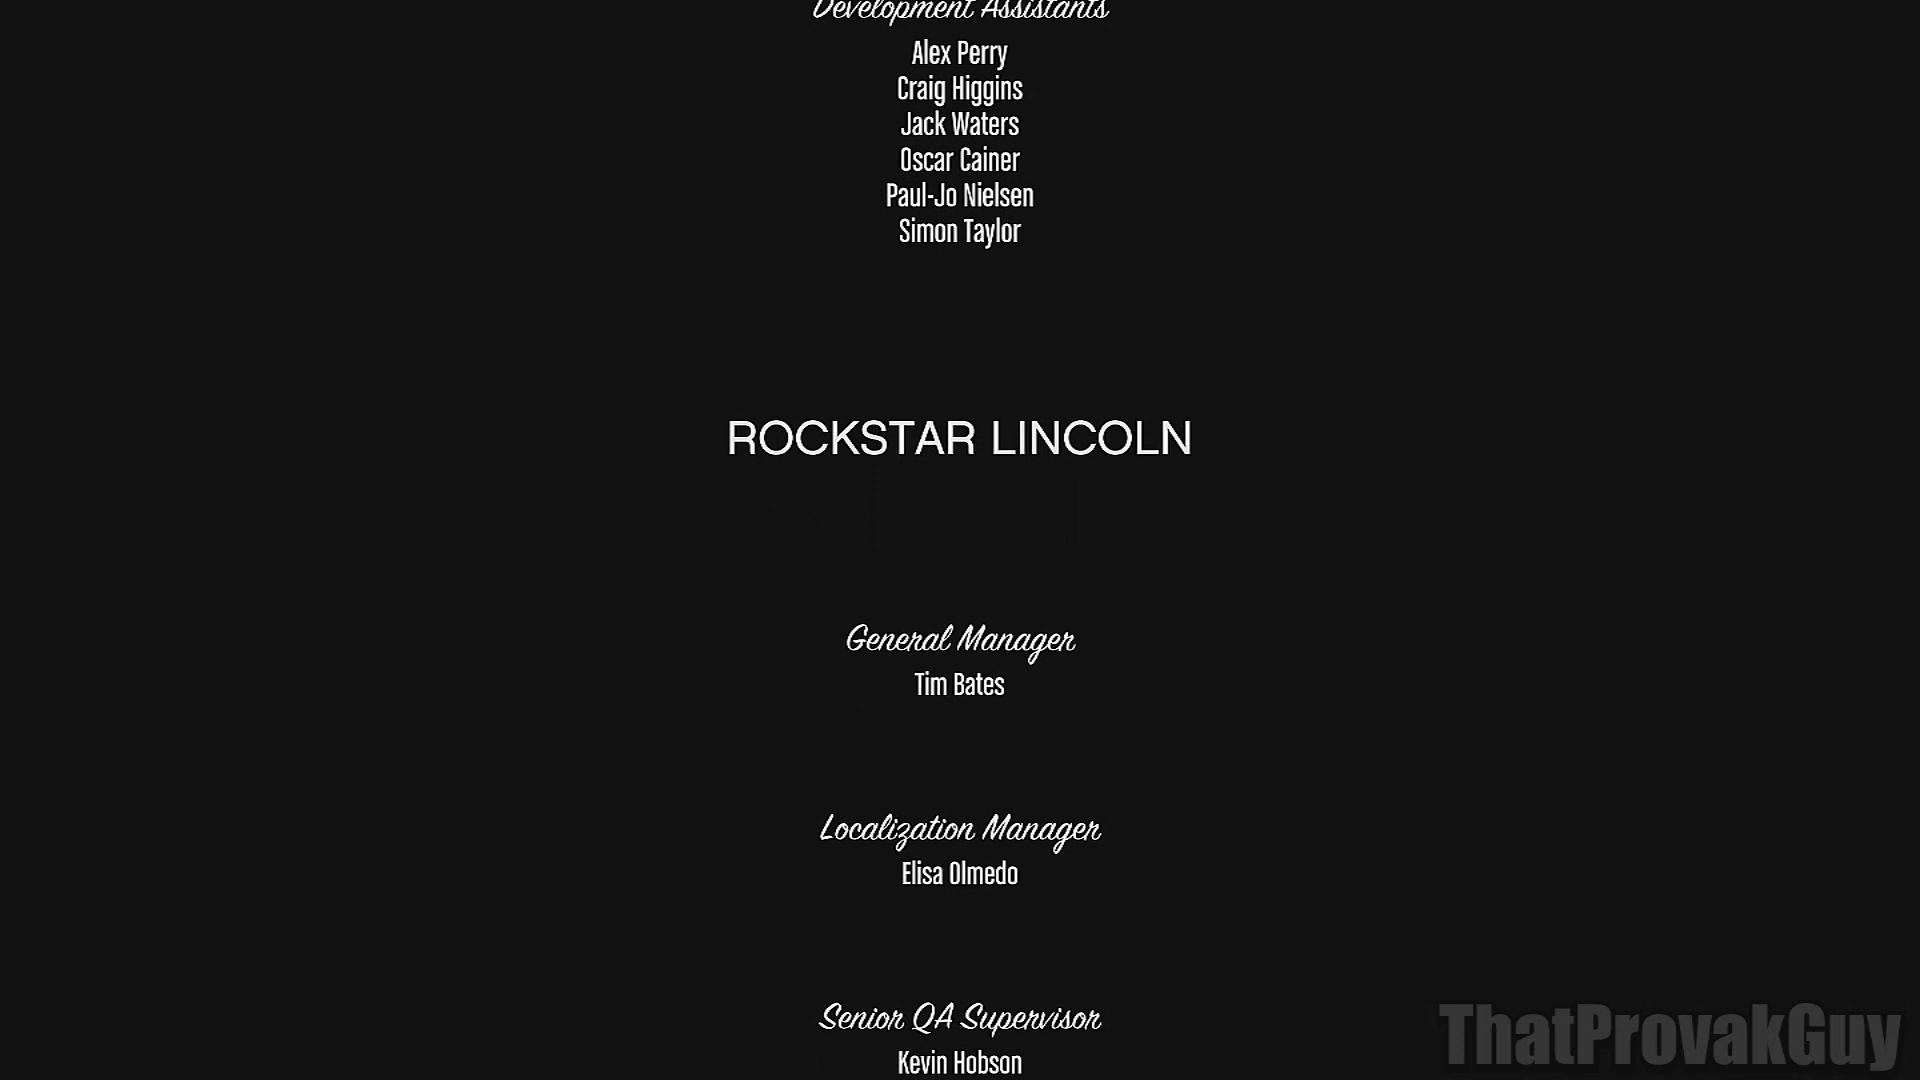 Development Assistants
Alex Perry
Craig Higgins
Jack Waters
Oscar Cainer
Paul-Jo Nielsen
Simon Taylor
ROCKSTAR LINCOLN
General Manager
Tim Bates
Localization Manager
Elisa Olmedo
Senior QA Supervisor
Kevin Hobson
ThatProvakGuy